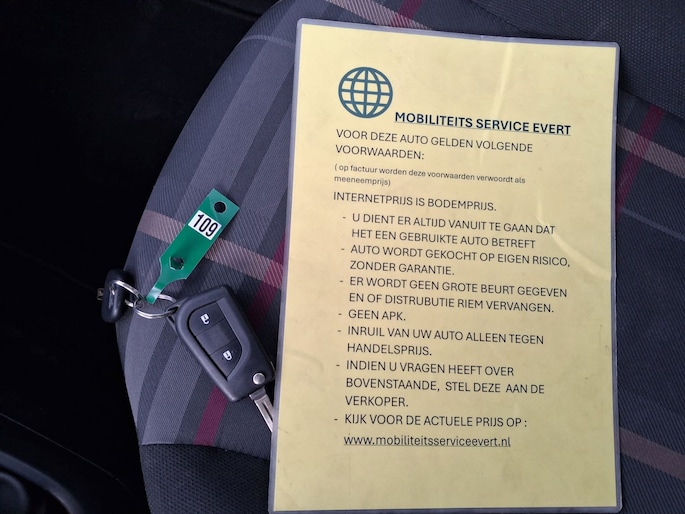 109
MOBILITEITS SERVICE EVERT
VOOR DEZE AUTO GELDEN VOLGENDE
VOORWAARDEN:
( op factuur worden deze voorwaarden verwoordt als
meeneemprijs)
INTERNETPRIJS IS BODEMPRIJS.
- U DIENT ER ALTIJD VANUIT TE GAAN DAT
HET EEN GEBRUIKTE AUTO BETREFT
- AUTO WORDT GEKOCHT OP EIGEN RISICO,
ZONDER GARANTIE.
- ER WORDT GEEN GROTE BEURT GEGEVEN
EN OF DISTRUBUTIE RIEM VERVANGEN.
- GEEN APK.
- INRUIL VAN UW AUTO ALLEEN TEGEN
HANDELSPRIJS.
- INDIEN U VRAGEN HEEFT OVER
BOVENSTAANDE, STEL DEZE AAN DE
VERKOPER.
- KIJK VOOR DE ACTUELE PRIJS OP :
www.mobiliteitsserviceevert.nl